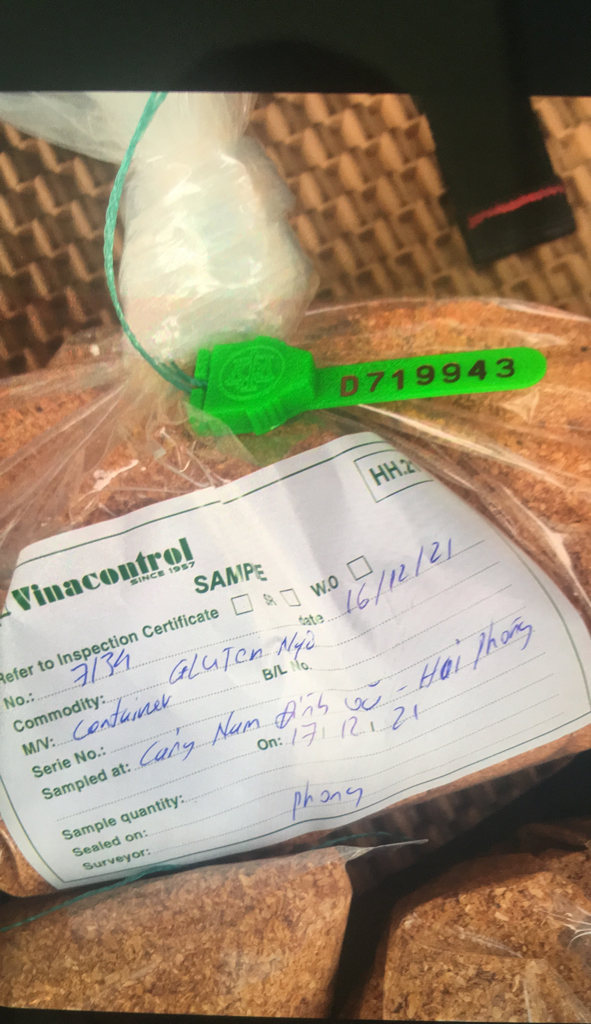 D719943
HH.2
Vinacontrol
SINCE 1957
SAMPE
Refer to Inspection Certificate W.O
No.: 7134 date 16/12/21
Commodity: Gluten Ngô
M/V: Container B/L No.
Serie No.:
Sampled at: Cảng Nam Đình Vũ - Hải phòng
On: 17.12.21
Sample quantity:
Sealed on: phong
Surveyor: